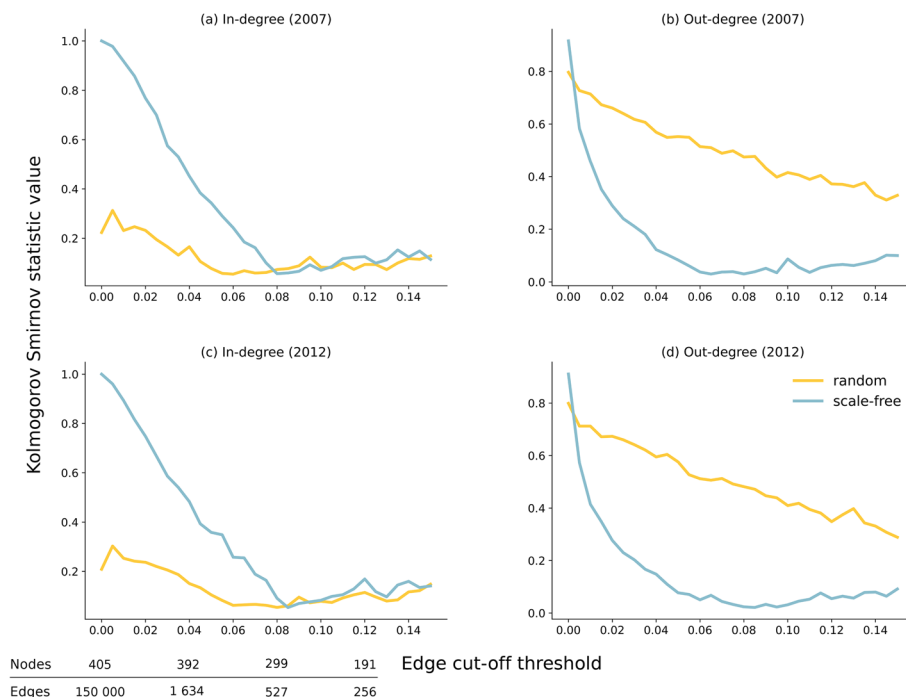 (a) In-degree (2007)
(b) Out-degree (2007)
1.0
0.8
0.6
0.4
0.2
0.00 0.02 0.04 0.06 0.08 0.10 0.12 0.14
0.8
0.6
0.4
0.2
0.0
0.00 0.02 0.04 0.06 0.08 0.10 0.12 0.14
Kolmogorov Smirnov statistic value
(c) In-degree (2012)
(d) Out-degree (2012)
1.0
0.8
0.6
0.4
0.2
0.00 0.02 0.04 0.06 0.08 0.10 0.12 0.14
random
scale-free
0.8
0.6
0.4
0.2
0.0
0.00 0.02 0.04 0.06 0.08 0.10 0.12 0.14
Edge cut-off threshold
Nodes 405 392 299 191
Edges 150 000 1 634 527 256